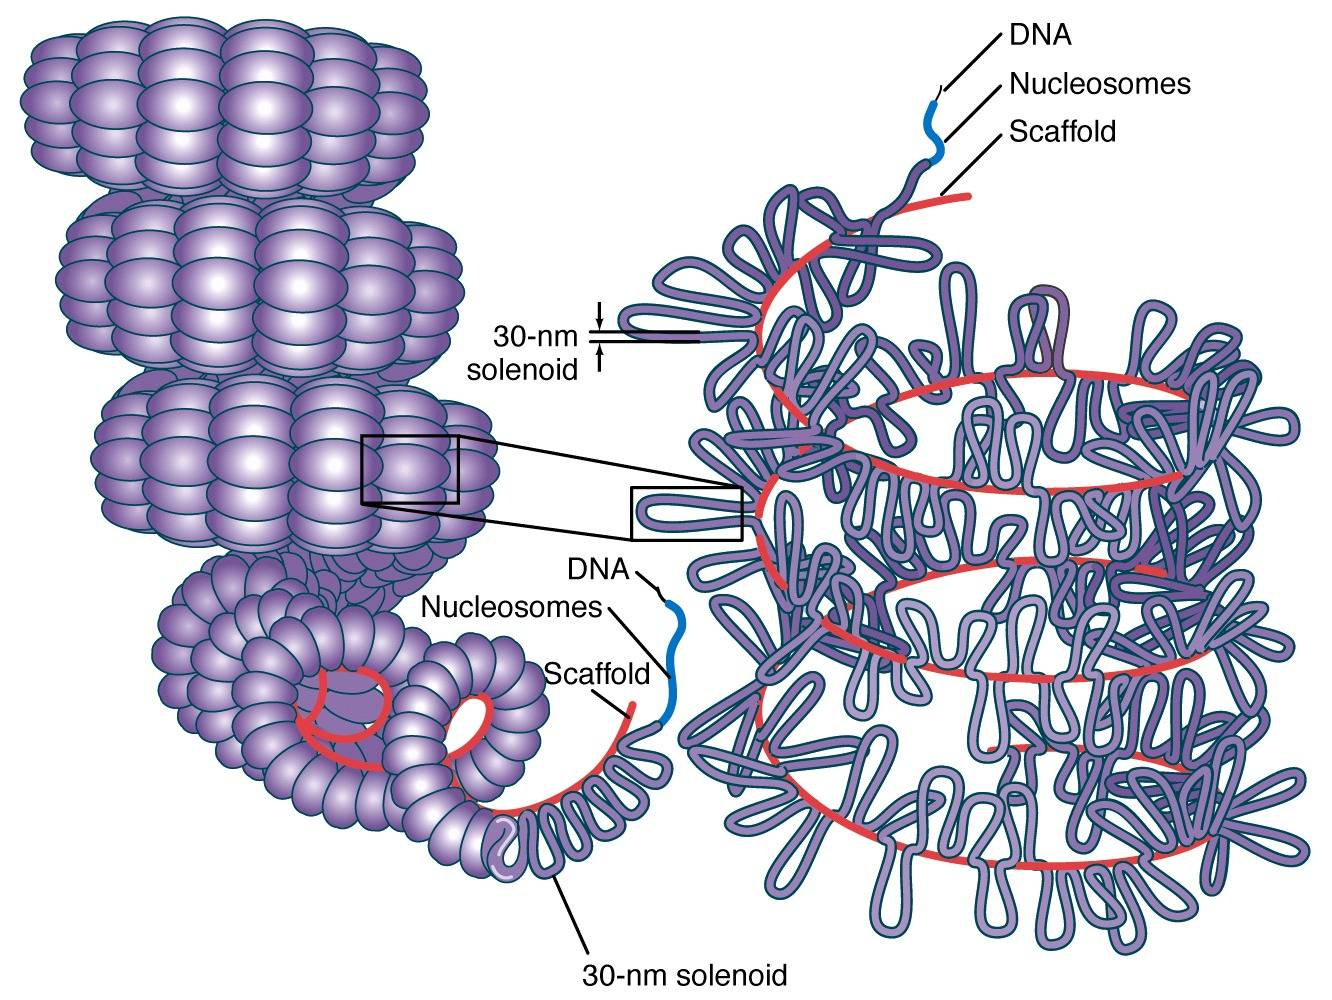 DNA
Nucleosomes
Scaffold
30-nm
solenoid
DNA
Nucleosomes
Scaffold
30-nm solenoid